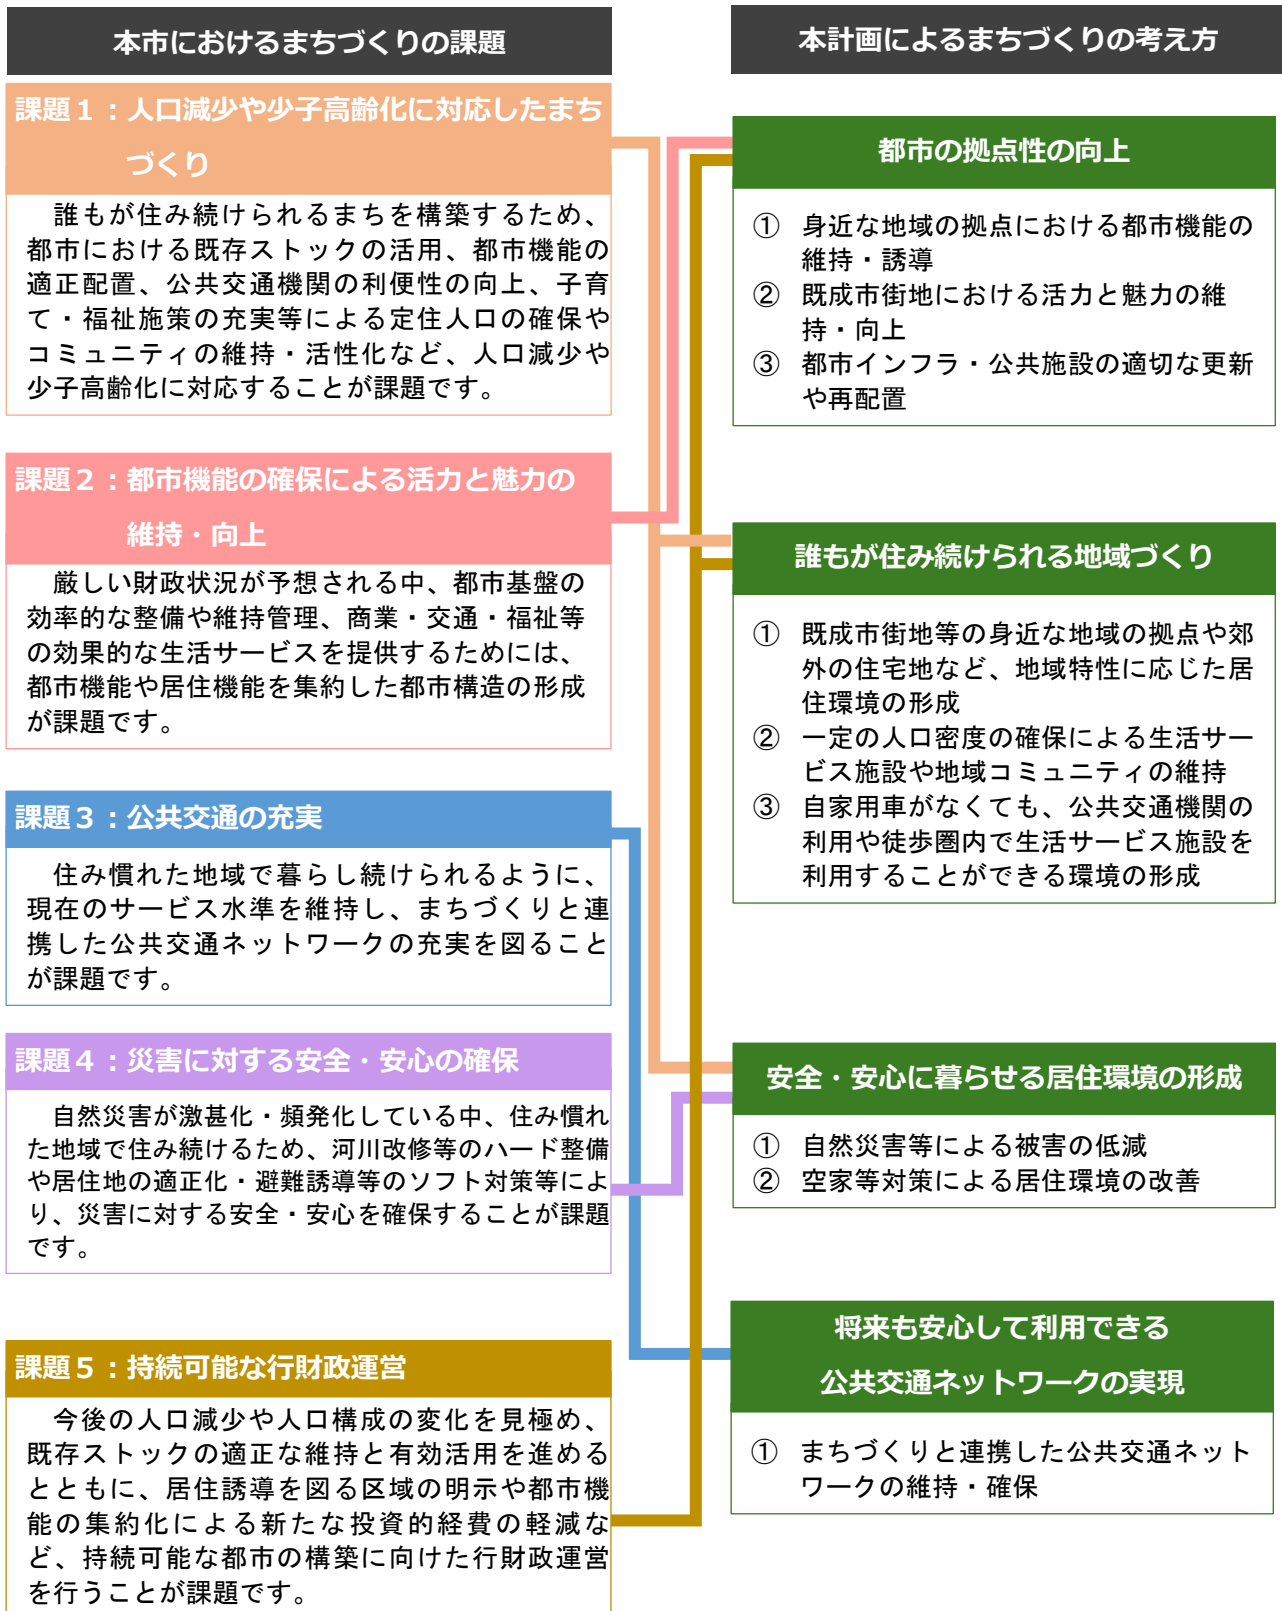 本市におけるまちづくりの課題
課題１：人口減少や少子高齢化に対応したまち
づくり
誰もが住み続けられるまちを構築するため、
都市における既存ストックの活用、都市機能の
適正配置、公共交通機関の利便性の向上、子育
て・福祉施策の充実等による定住人口の確保や
コミュニティの維持・活性化など、人口減少や
少子高齢化に対応することが課題です。
課題２：都市機能の確保による活力と魅力の
維持・向上
厳しい財政状況が予想される中、都市基盤の
効率的な整備や維持管理、商業・交通・福祉等
の効果的な生活サービスを提供するためには、
都市機能や居住機能を集約した都市構造の形成
が課題です。
課題３：公共交通の充実
住み慣れた地域で暮らし続けられるように、
現在のサービス水準を維持し、まちづくりと連
携した公共交通ネットワークの充実を図ること
が課題です。
課題４：災害に対する安全・安心の確保
自然災害が激甚化・頻発化している中、住み慣れ
た地域で住み続けるため、河川改修等のハード整備
や居住地の適正化・避難誘導等のソフト対策等によ
り、災害に対する安全・安心を確保することが課題
です。
課題５：持続可能な行財政運営
今後の人口減少や人口構成の変化を見極め、
既存ストックの適正な維持と有効活用を進める
とともに、居住誘導を図る区域の明示や都市機
能の集約化による新たな投資的経費の軽減な
ど、持続可能な都市の構築に向けた行財政運営
を行うことが課題です。
本計画によるまちづくりの考え方
都市の拠点性の向上
① 身近な地域の拠点における都市機能の
維持・誘導
② 既成市街地における活力と魅力の維
持・向上
③ 都市インフラ・公共施設の適切な更新
や再配置
誰もが住み続けられる地域づくり
① 既成市街地等の身近な地域の拠点や郊
外の住宅地など、地域特性に応じた居
住環境の形成
② 一定の人口密度の確保による生活サー
ビス施設や地域コミュニティの維持
③ 自家用車がなくても、公共交通機関の
利用や徒歩圏内で生活サービス施設を
利用することができる環境の形成
安全・安心に暮らせる居住環境の形成
① 自然災害等による被害の低減
② 空家等対策による居住環境の改善
将来も安心して利用できる
公共交通ネットワークの実現
① まちづくりと連携した公共交通ネット
ワークの維持・確保